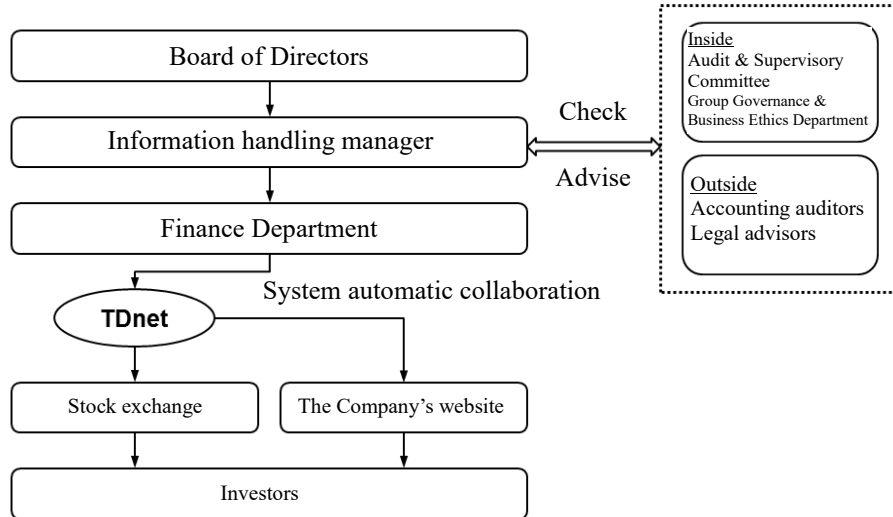 Board of Directors
Information handling manager
Check
Advise
Inside
Audit & Supervisory
Committee
Group Governance &
Business Ethics Department
Outside
Accounting auditors
Legal advisors
Finance Department
System automatic collaboration
TDnet
Stock exchange
The Company’s website
Investors